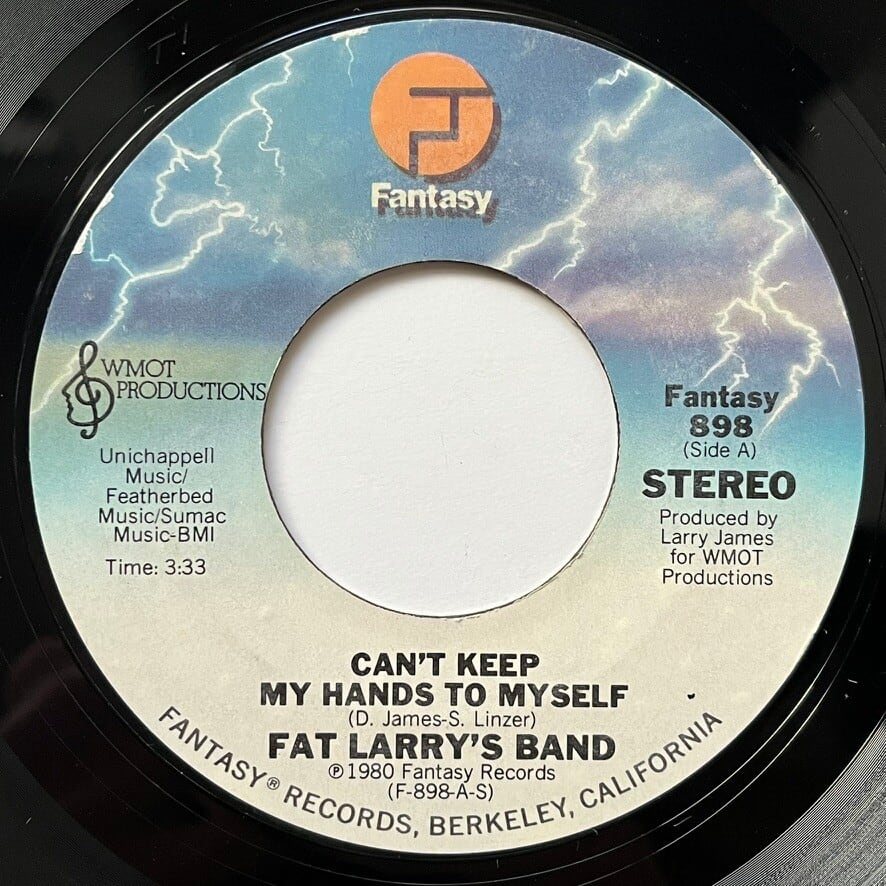 Fantasy
WMOT
PRODUCTIONS
Unichappell
Music/
Featherbed
Music/Sumac
Music-BMI
Time: 3:33
Fantasy
898
(Side A)
STEREO
Produced by
Larry James
for WMOT
Productions
CAN'T KEEP
MY HANDS TO MYSELF
(D. James-S. Linzer)
FAT LARRY'S BAND
℗1980 Fantasy Records
(F-898-A-S)
FANTASY® RECORDS, BERKELEY, CALIFORNIA